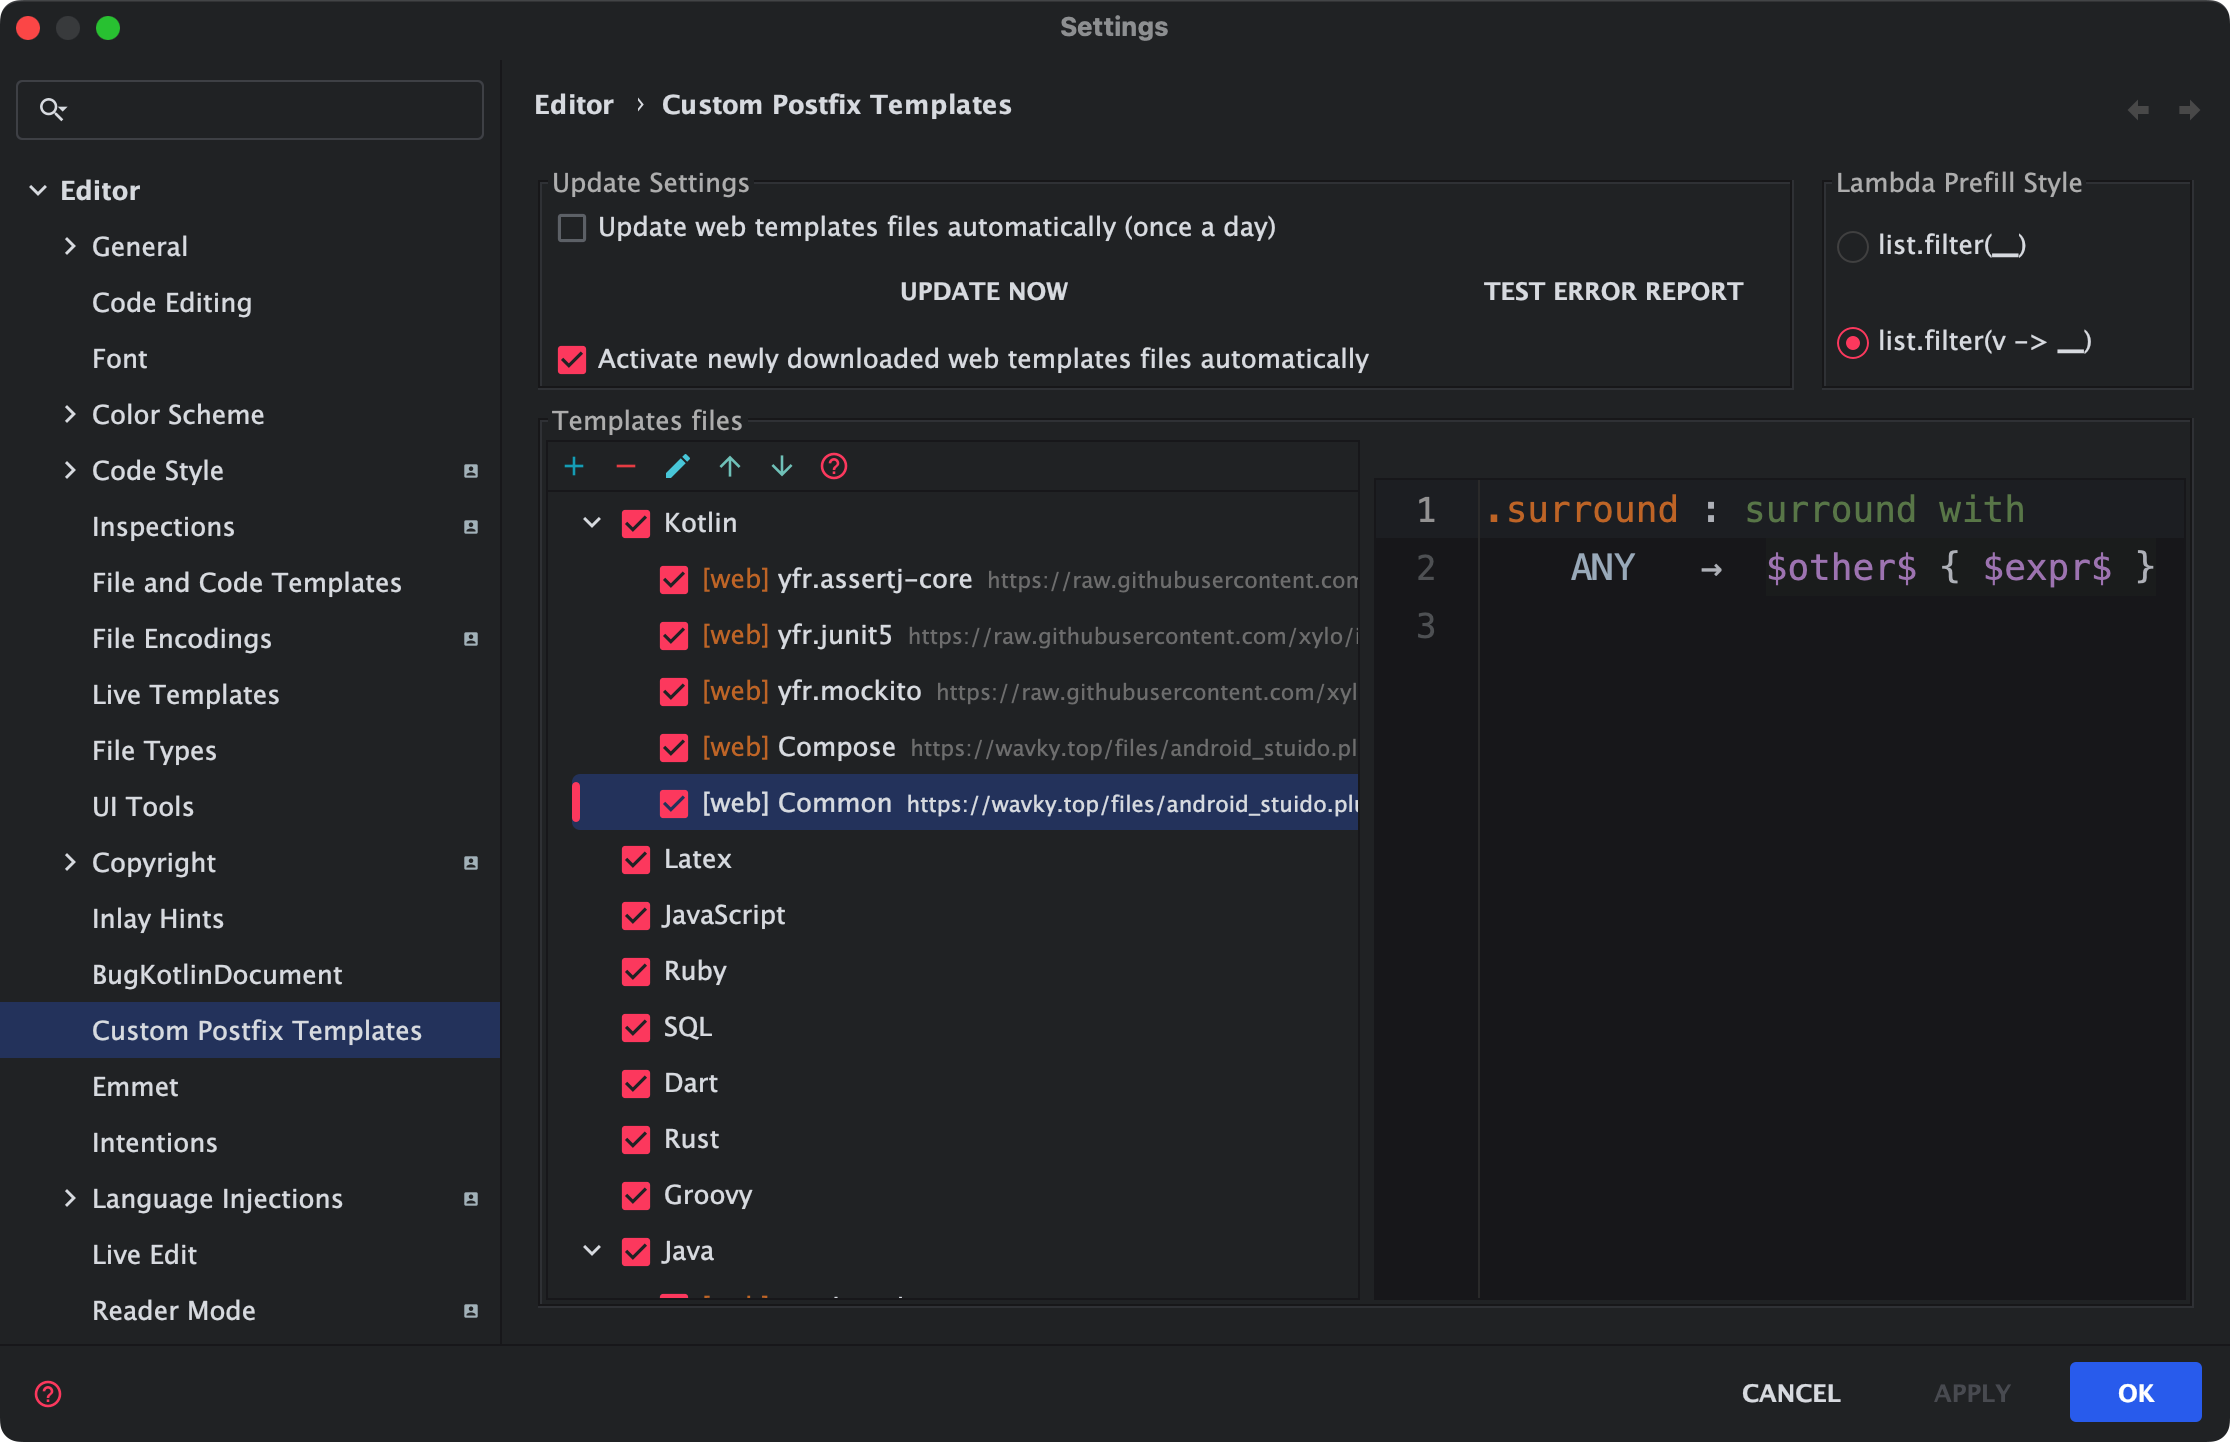 Settings
Editor
General
Code Editing
Font
Color Scheme
Code Style
Inspections
File and Code Templates
File Encodings
Live Templates
File Types
UI Tools
Copyright
Inlay Hints
BugKotlinDocument
Custom Postfix Templates
Emmet
Intentions
Language Injections
Live Edit
Reader Mode
Editor › Custom Postfix Templates
Update Settings
Update web templates files automatically (once a day)
UPDATE NOW
TEST ERROR REPORT
Activate newly downloaded web templates files automatically
Lambda Prefill Style
list.filter(__)
list.filter(v -> __)
Templates files
Kotlin
[web] yfr.assertj-core https://raw.githubusercontent.com
[web] yfr.junit5 https://raw.githubusercontent.com/xylo/i
[web] yfr.mockito https://raw.githubusercontent.com/xyl
[web] Compose https://wavky.top/files/android_stuido.pl
[web] Common https://wavky.top/files/android_stuido.plu
Latex
JavaScript
Ruby
SQL
Dart
Rust
Groovy
Java
1 .surround : surround with
2 ANY → $other$ { $expr$ }
3
CANCEL
APPLY
OK